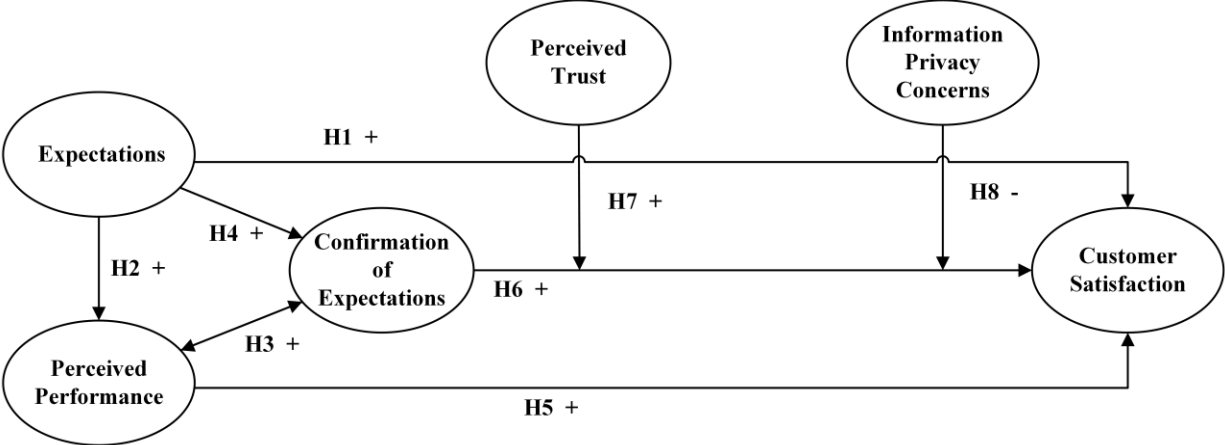 Perceived
Trust
Information
Privacy
Concerns
H1 +
Expectations
H7 +
H8 -
H4 +
Confirmation
of
Expectations
H2 +
H6 +
Customer
Satisfaction
H3 +
Perceived
Performance
H5 +